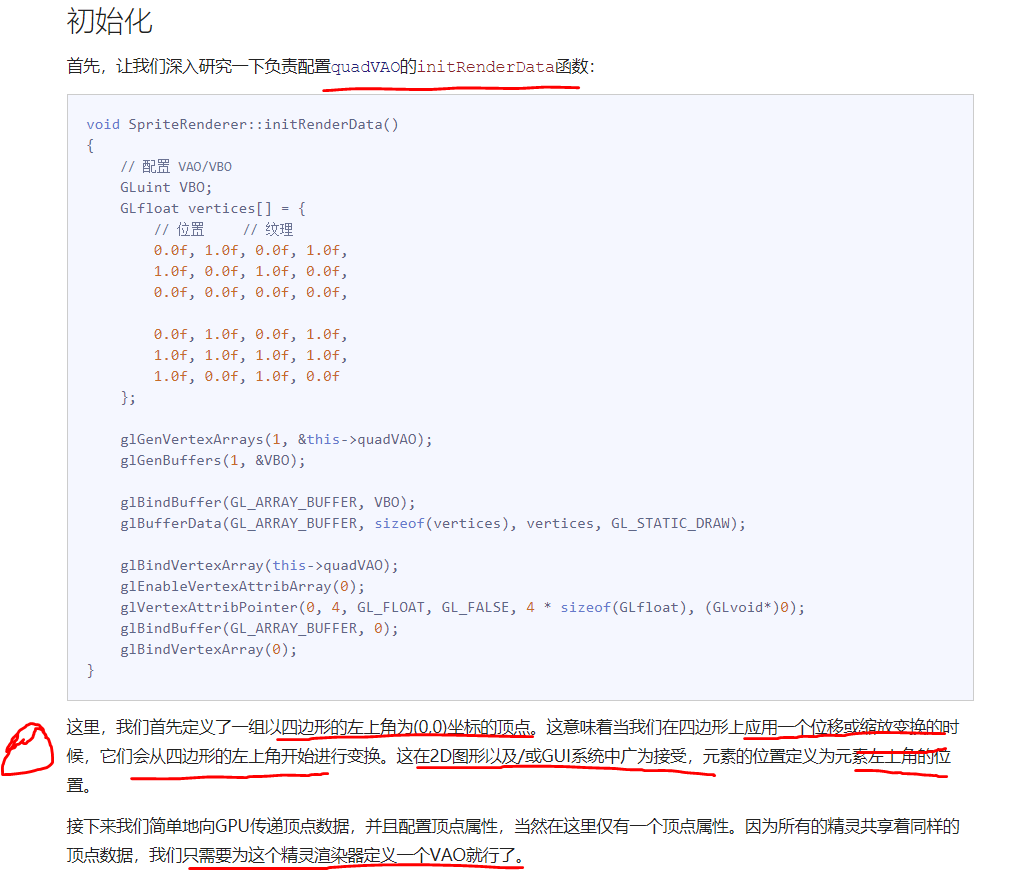 初始化
首先，让我们深入研究一下负责配置quadVAO的initRenderData函数：
void SpriteRenderer::initRenderData()
{
    // 配置 VAO/VBO
    GLuint VBO;
    GLfloat vertices[] = {
        // 位置     // 纹理
        0.0f, 1.0f, 0.0f, 1.0f,
        1.0f, 0.0f, 1.0f, 0.0f,
        0.0f, 0.0f, 0.0f, 0.0f,

        0.0f, 1.0f, 0.0f, 1.0f,
        1.0f, 1.0f, 1.0f, 1.0f,
        1.0f, 0.0f, 1.0f, 0.0f
    };

    glGenVertexArrays(1, &this->quadVAO);
    glGenBuffers(1, &VBO);

    glBindBuffer(GL_ARRAY_BUFFER, VBO);
    glBufferData(GL_ARRAY_BUFFER, sizeof(vertices), vertices, GL_STATIC_DRAW);

    glBindVertexArray(this->quadVAO);
    glEnableVertexAttribArray(0);
    glVertexAttribPointer(0, 4, GL_FLOAT, GL_FALSE, 4 * sizeof(GLfloat), (GLvoid*)0);
    glBindBuffer(GL_ARRAY_BUFFER, 0);
    glBindVertexArray(0);
}
这里，我们首先定义了一组以四边形的左上角为(0,0)坐标的顶点。这意味着当我们在四边形上应用一个位移或缩放变换的时
候，它们会从四边形的左上角开始进行变换。这在2D图形以及/或GUI系统中广为接受，元素的位置定义为元素左上角的位
置。
接下来我们简单地向GPU传递顶点数据，并且配置顶点属性，当然在这里仅有一个顶点属性。因为所有的精灵共享着同样的
顶点数据，我们只需要为这个精灵渲染器定义一个VAO就行了。